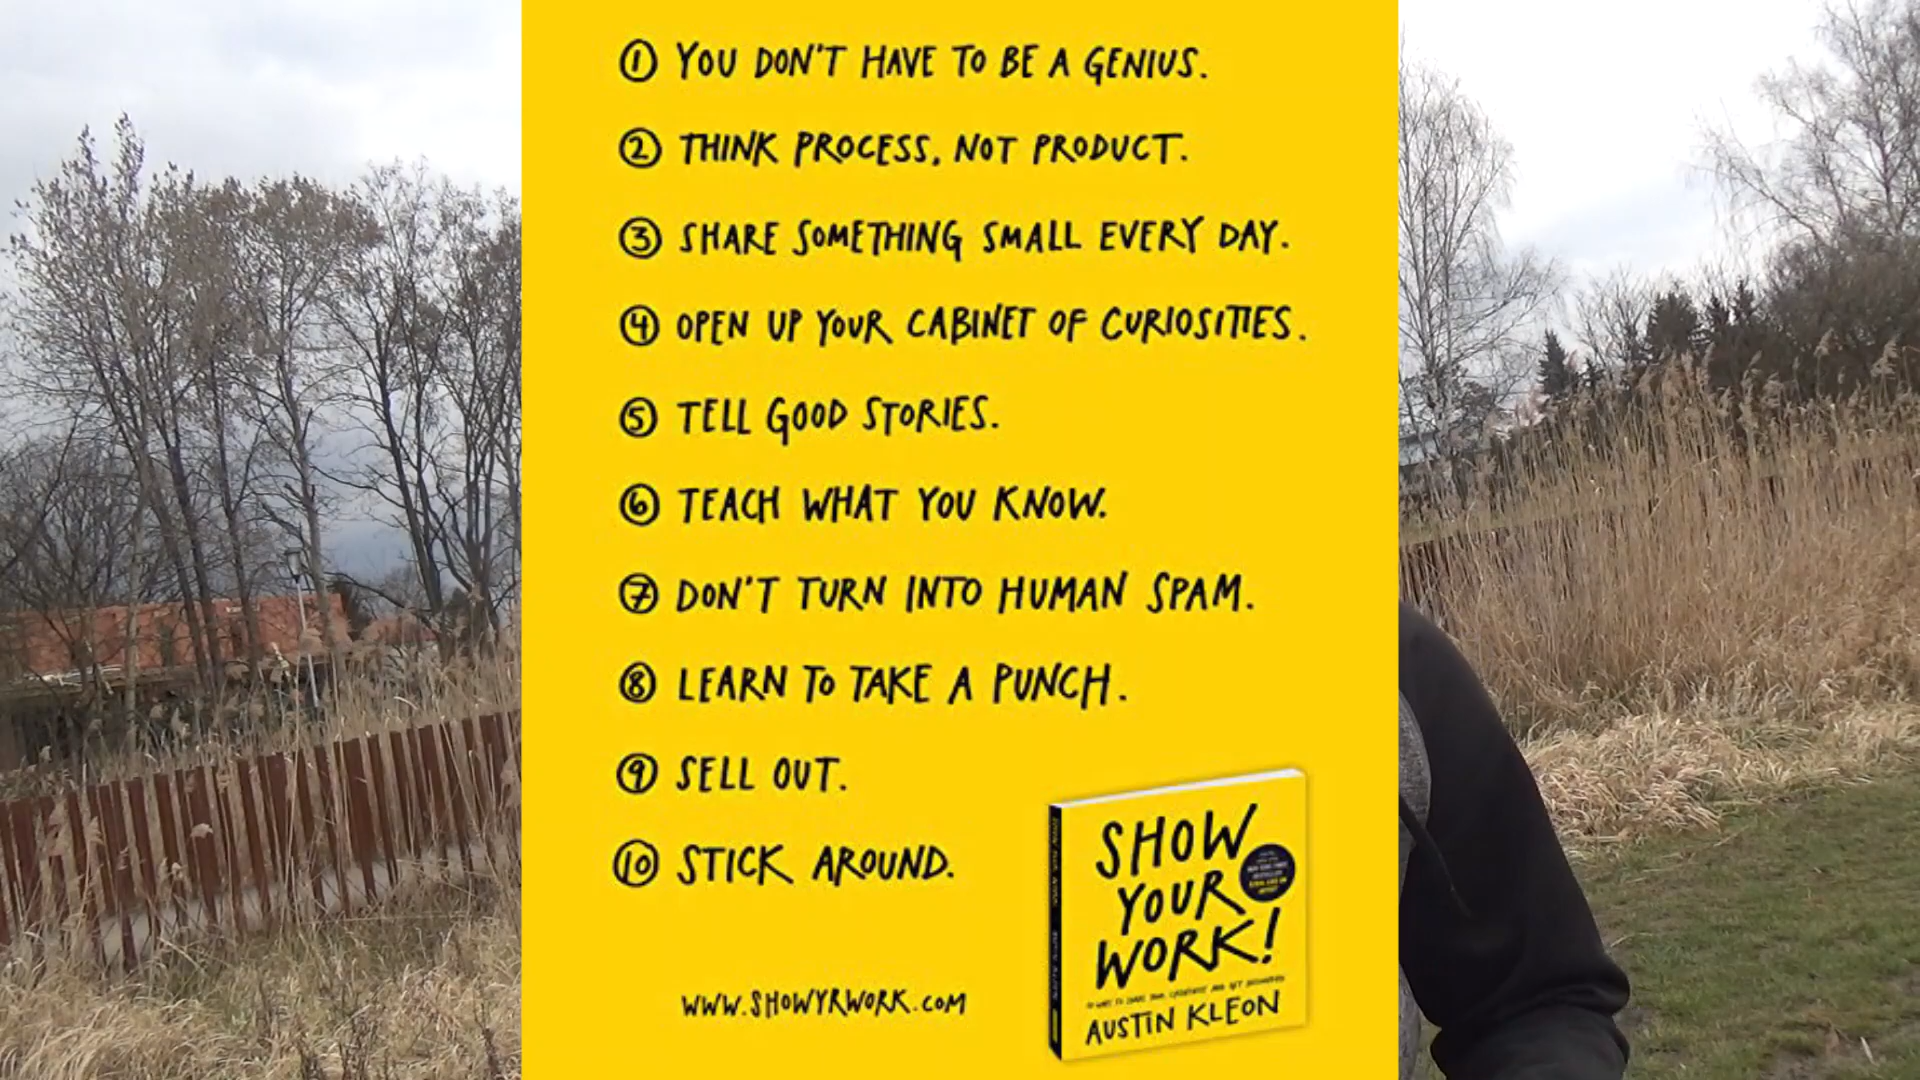 1 YOU DON'T HAVE TO BE A GENIUS.
2 THINK PROCESS, NOT PRODUCT.
3 SHARE SOMETHING SMALL EVERY DAY.
4 OPEN UP YOUR CABINET OF CURIOSITIES.
5 TELL GOOD STORIES.
6 TEACH WHAT YOU KNOW.
7 DON'T TURN INTO HUMAN SPAM.
8 LEARN TO TAKE A PUNCH.
9 SELL OUT.
10 STICK AROUND.
WWW.SHOWYRWORK.COM
SHOW
YOUR
WORK!
AUSTIN KLEON